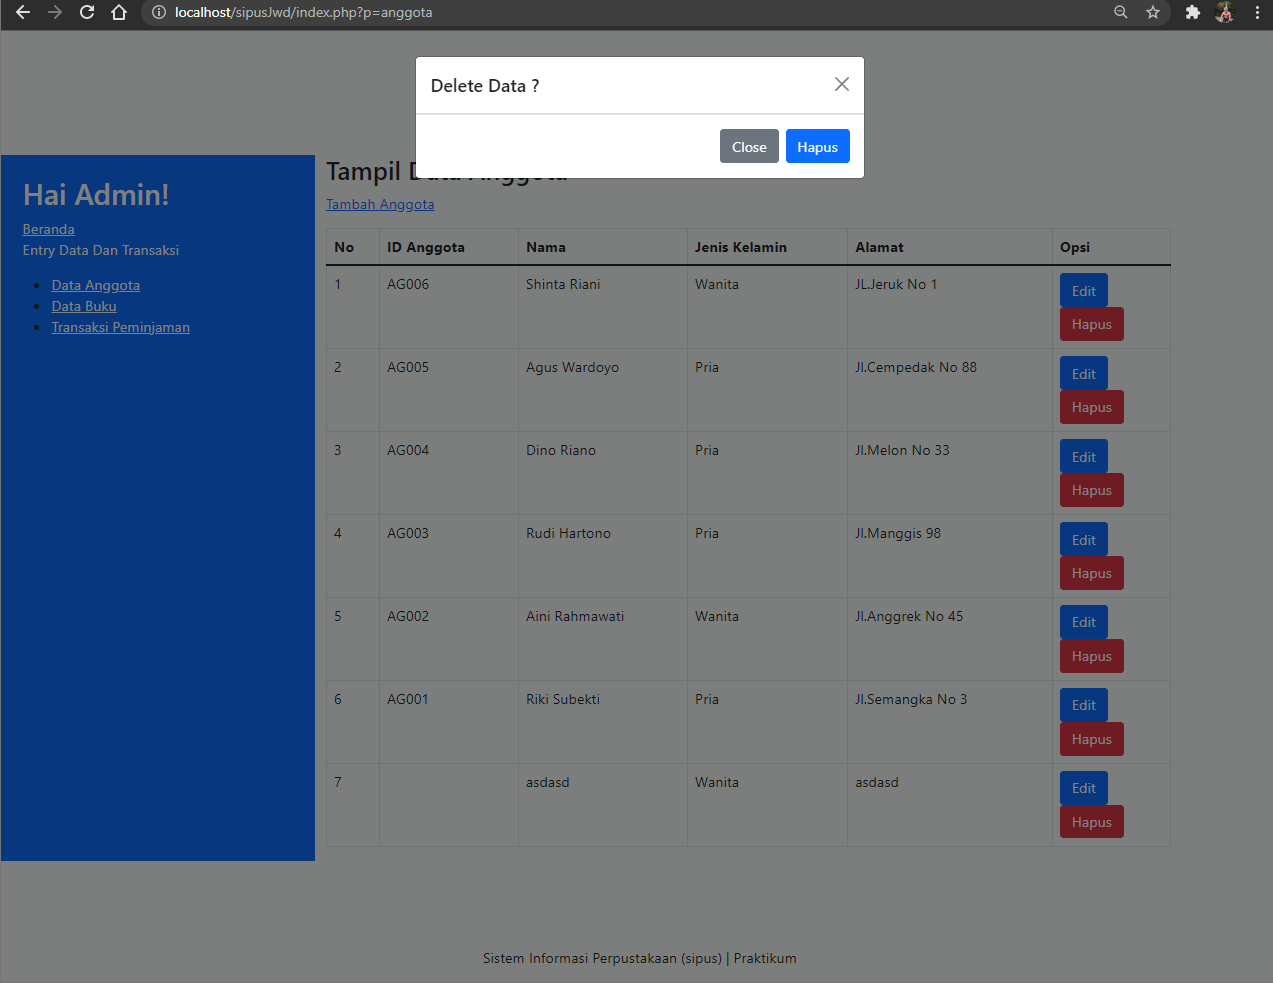 localhost/sipusJwd/index.php?p=anggota
Delete Data ?
Close Hapus
Hai Admin!
Beranda
Entry Data Dan Transaksi
Data Anggota
Data Buku
Transaksi Peminjaman
Tampil Data Anggota
Tambah Anggota
No ID Anggota Nama Jenis Kelamin Alamat Opsi
1 AG006 Shinta Riani Wanita JL.Jeruk No 1 Edit
Hapus
2 AG005 Agus Wardoyo Pria Jl.Cempedak No 88 Edit
Hapus
3 AG004 Dino Riano Pria Jl.Melon No 33 Edit
Hapus
4 AG003 Rudi Hartono Pria Jl.Manggis 98 Edit
Hapus
5 AG002 Aini Rahmawati Wanita Jl.Anggrek No 45 Edit
Hapus
6 AG001 Riki Subekti Pria Jl.Semangka No 3 Edit
Hapus
7 asdasd Wanita asdasd Edit
Hapus
Sistem Informasi Perpustakaan (sipus) | Praktikum